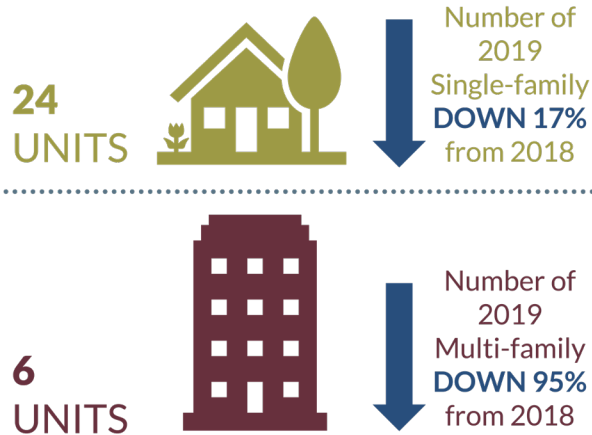 24
UNITS
Number of
2019
Single-family
DOWN 17%
from 2018
6
UNITS
Number of
2019
Multi-family
DOWN 95%
from 2018